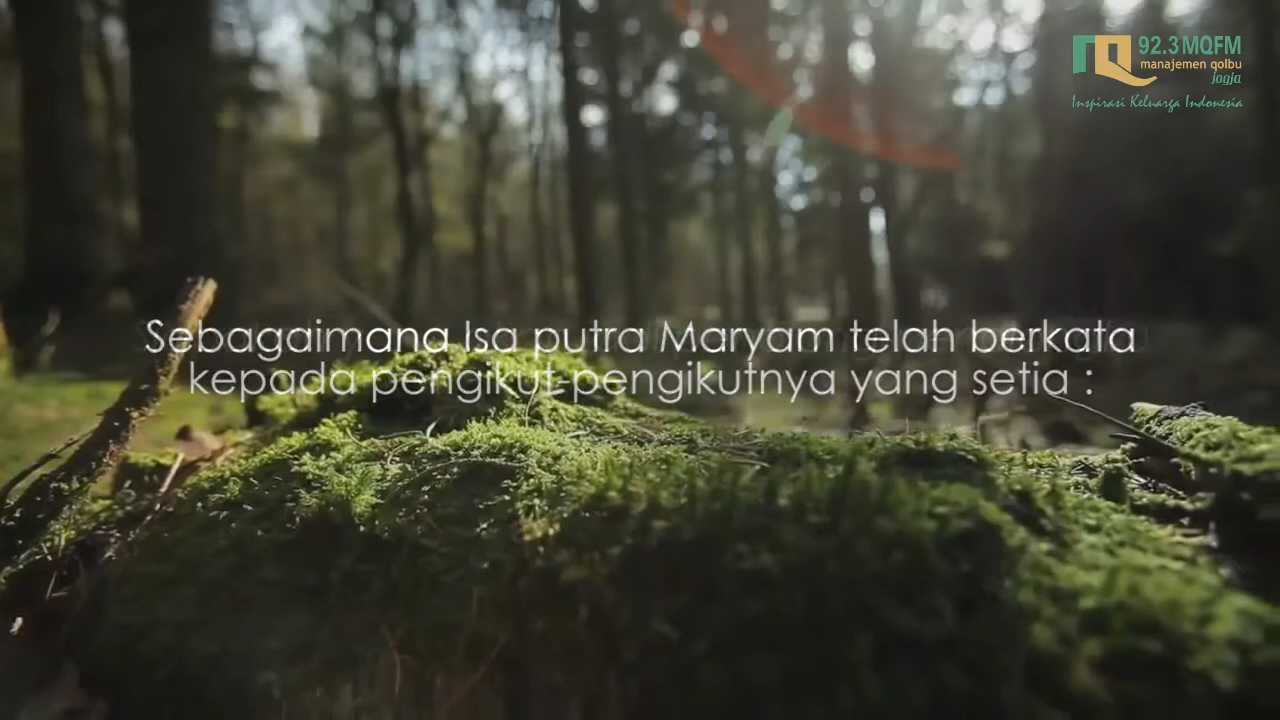 92.3 MQFM
manajemen qolbu
jogja
Inspirasi Keluarga Indonesia
Sebagaimana Isa putra Maryam telah berkata
kepada pengikut-pengikutnya yang setia :